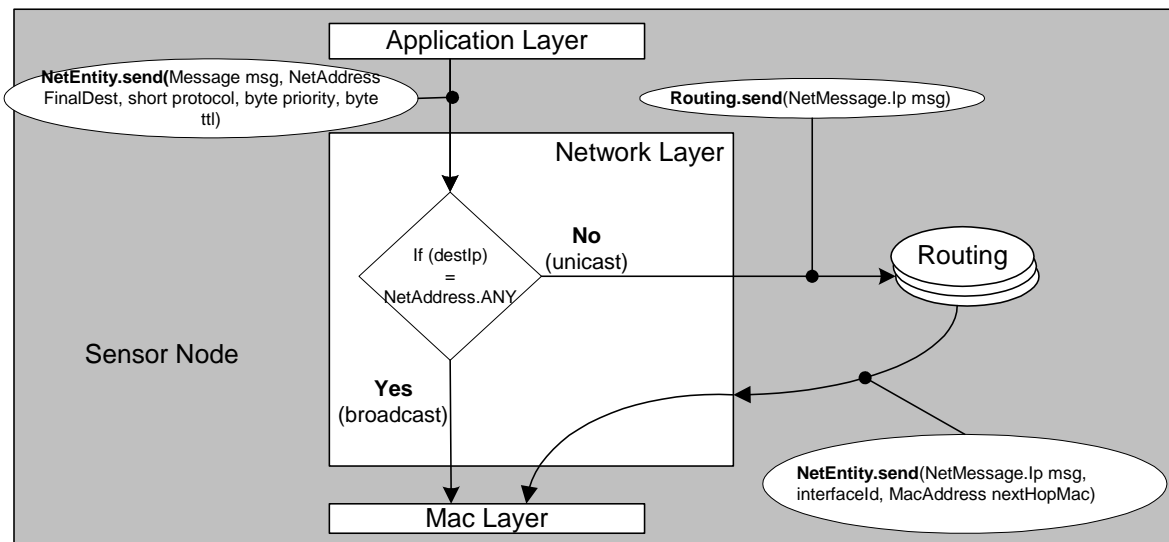 Application Layer
NetEntity.send(Message msg, NetAddress
FinalDest, short protocol, byte priority, byte
ttl)
Routing.send(NetMessage.Ip msg)
Network Layer
If (destIp)
=
NetAddress.ANY
No
(unicast)
Routing
Sensor Node
Yes
(broadcast)
NetEntity.send(NetMessage.Ip msg,
interfaceId, MacAddress nextHopMac)
Mac Layer